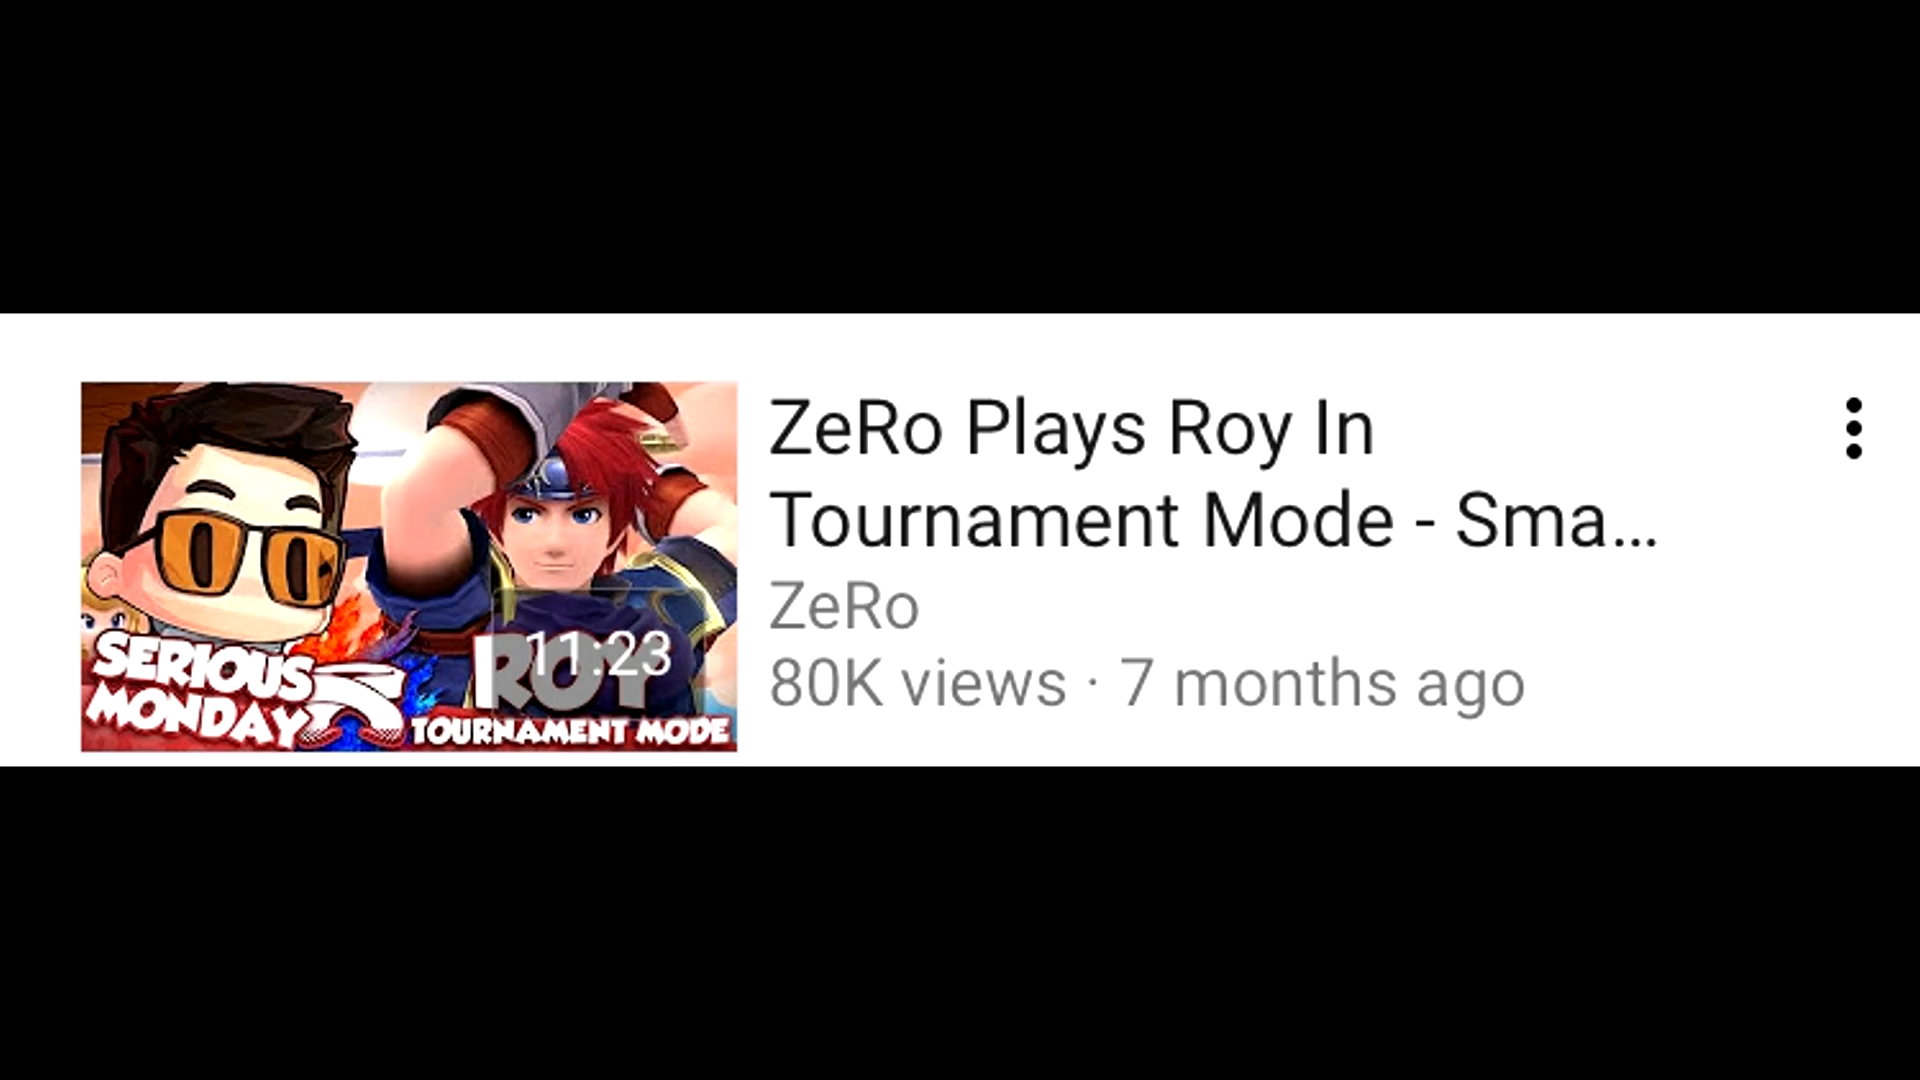 SERIOUS
MONDAY
ROY
11:23
TOURNAMENT MODE
ZeRo Plays Roy In
Tournament Mode - Sma...
ZeRo
80K views · 7 months ago